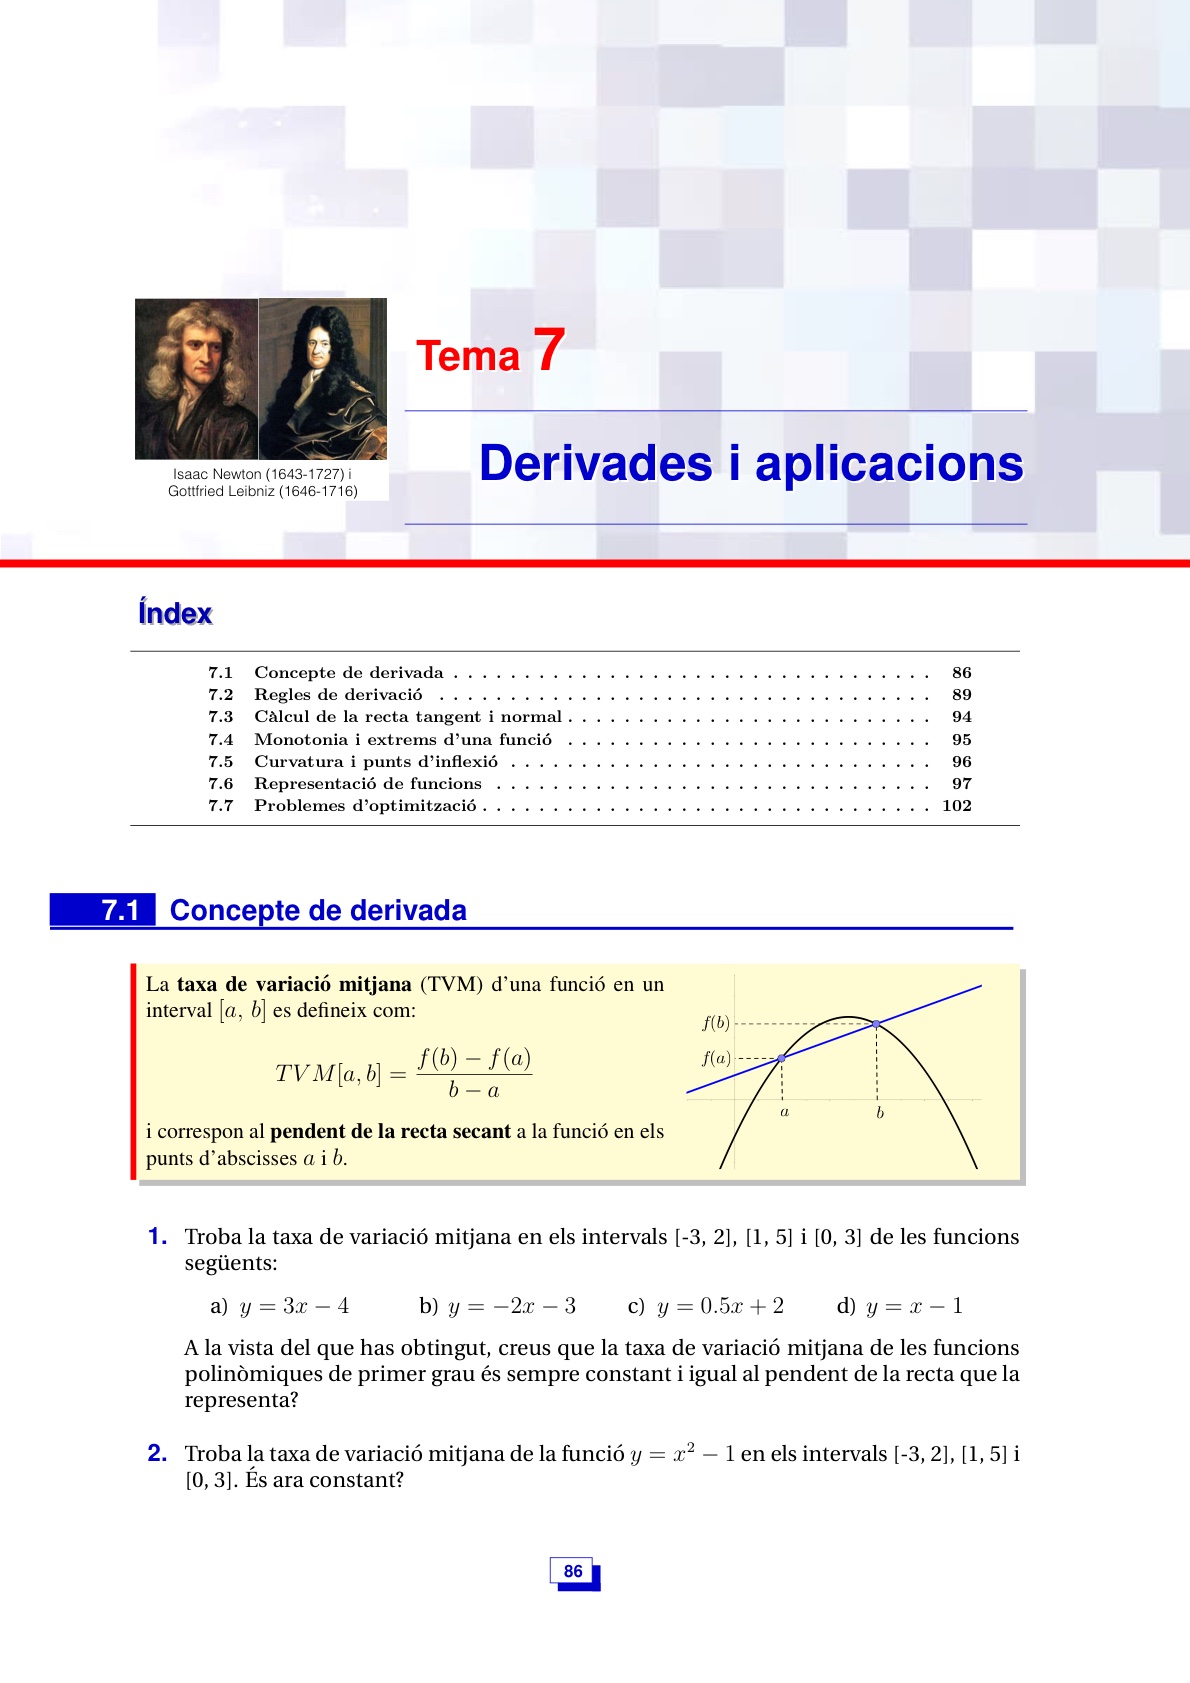 Isaac Newton (1643-1727) i
Gottfried Leibniz (1646-1716)
Tema 7
Derivades i aplicacions
Índex
7.1 Concepte de derivada . . . . . . . . . . . . . . . . . . . . . . . . . . . . . . . . . . 86
7.2 Regles de derivació . . . . . . . . . . . . . . . . . . . . . . . . . . . . . . . . . . . 89
7.3 Càlcul de la recta tangent i normal . . . . . . . . . . . . . . . . . . . . . . . . . . 94
7.4 Monotonia i extrems d'una funció . . . . . . . . . . . . . . . . . . . . . . . . . . 95
7.5 Curvatura i punts d'inflexió . . . . . . . . . . . . . . . . . . . . . . . . . . . . . . 96
7.6 Representació de funcions . . . . . . . . . . . . . . . . . . . . . . . . . . . . . . . 97
7.7 Problemes d'optimització . . . . . . . . . . . . . . . . . . . . . . . . . . . . . . . . 102
7.1 Concepte de derivada
La taxa de variació mitjana (TVM) d'una funció en un
interval [a, b] es defineix com:
TVM[a, b] = \frac{f(b) − f(a)}{b − a}
i correspon al pendent de la recta secant a la funció en els
punts d'abscisses a i b.
f(b)
f(a)
a b
1. Troba la taxa de variació mitjana en els intervals [-3, 2], [1, 5] i [0, 3] de les funcions
següents:
a) y = 3x − 4 b) y = −2x − 3 c) y = 0.5x + 2 d) y = x − 1
A la vista del que has obtingut, creus que la taxa de variació mitjana de les funcions
polinòmiques de primer grau és sempre constant i igual al pendent de la recta que la
representa?
2. Troba la taxa de variació mitjana de la funció y = x² − 1 en els intervals [-3, 2], [1, 5] i
[0, 3]. És ara constant?
86